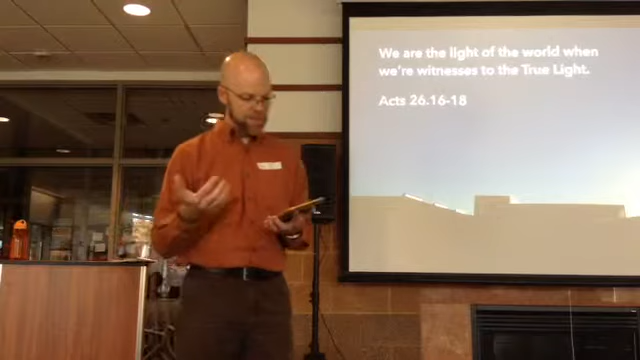 We are the light of the world when
we're witnesses to the True Light.
Acts 26.16-18